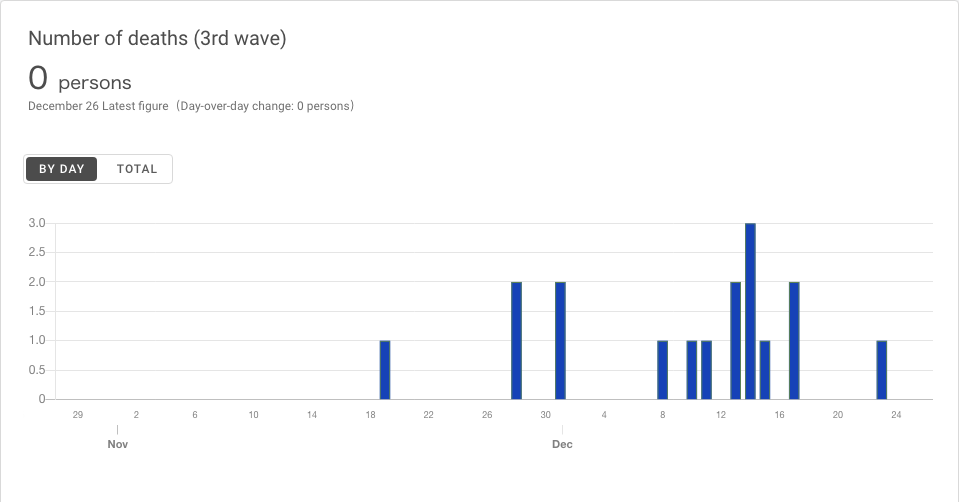 Number of deaths (3rd wave)
0 persons
December 26 Latest figure (Day-over-day change: 0 persons)
BY DAY TOTAL
3.0
2.5
2.0
1.5
1.0
0.5
0
29 2 6 10 14 18 22 26 30 4 8 12 16 20 24
Nov Dec